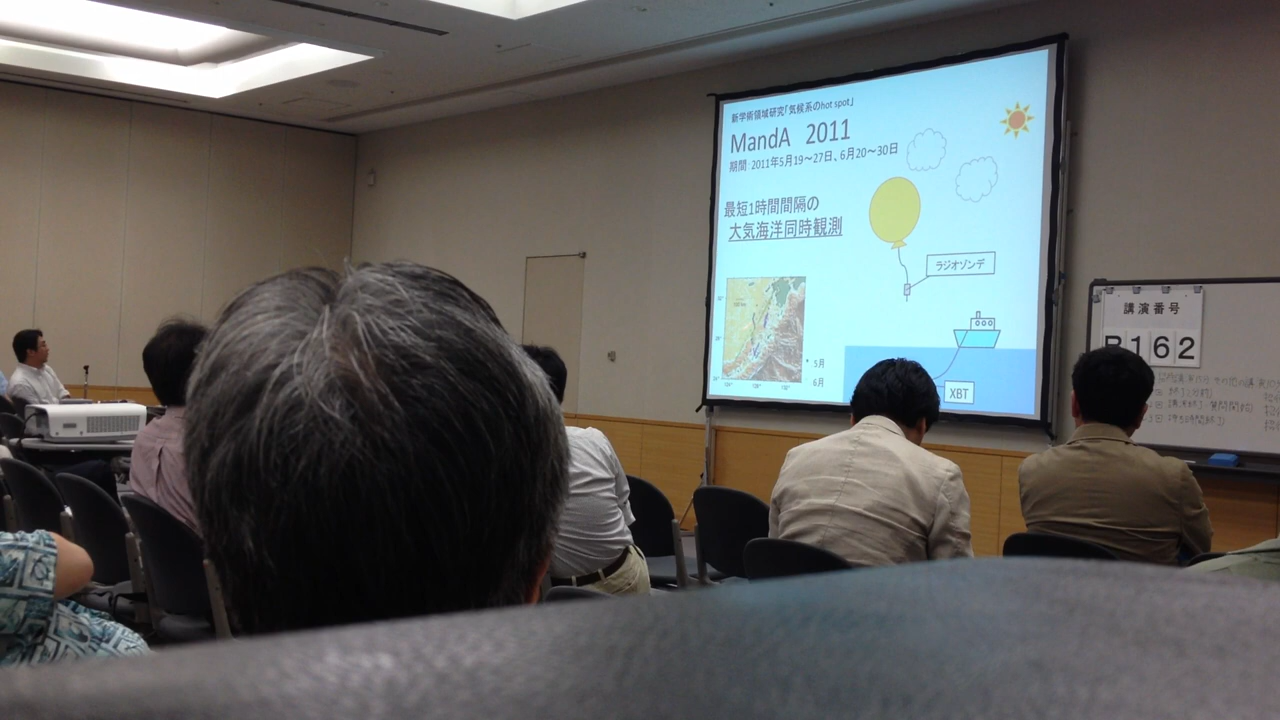 新学術領域研究「気候系のhot spot」
MandA 2011
期間: 2011年5月19〜27日、6月20〜30日
最短1時間間隔の
大気海洋同時観測
ラジオゾンデ
XBT
5月
6月
講演番号
B162